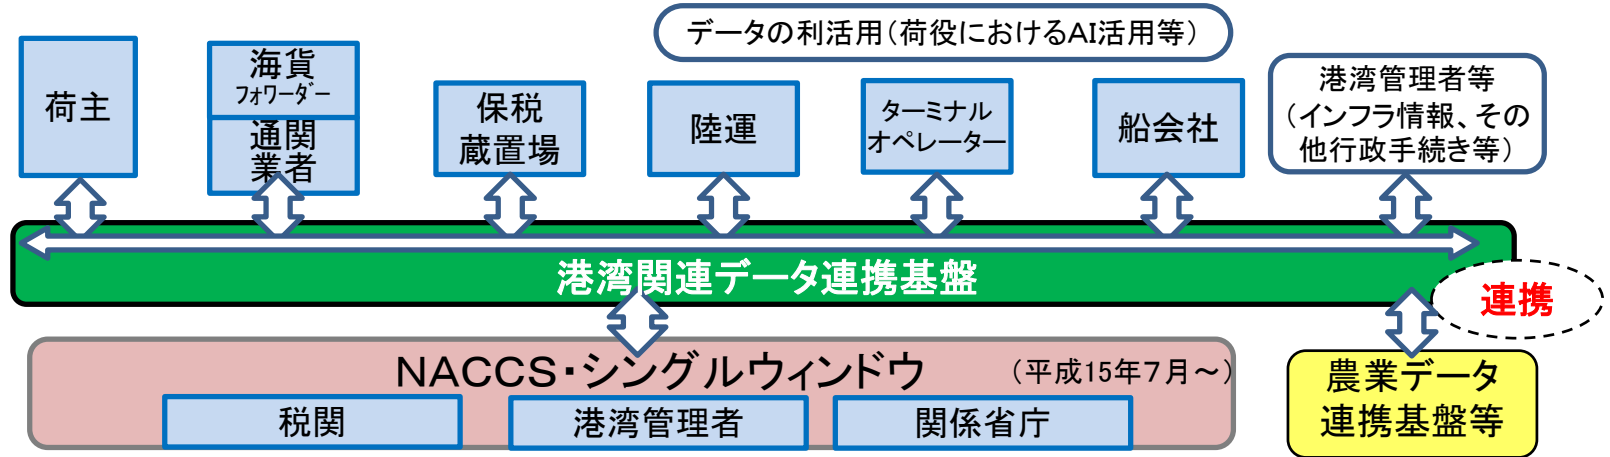 データの利活用(荷役におけるAI活用等)
荷主
海貨
フォワーダー
通関
業者
保税
蔵置場
陸運
ターミナル
オペレーター
船会社
港湾管理者等
(インフラ情報、その
他行政手続き等)
港湾関連データ連携基盤
連携
NACCS・シングルウィンドウ (平成15年7月~)
税関
港湾管理者
関係省庁
農業データ
連携基盤等